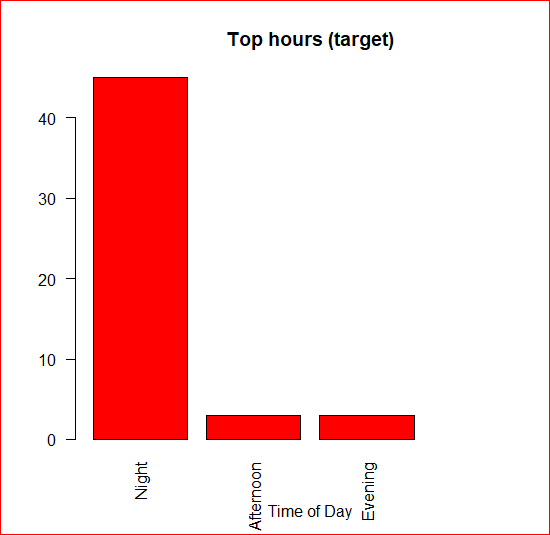 Top hours (target)
40
30
20
10
0
Night
Afternoon
Evening
Time of Day